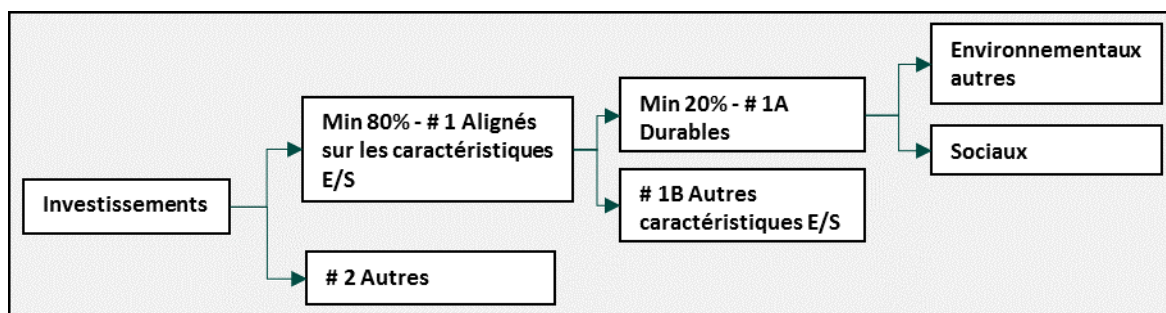 Investissements
Min 80% - # 1 Alignés
sur les caractéristiques
E/S
# 2 Autres
Min 20% - # 1A
Durables
# 1B Autres
caractéristiques E/S
Environnementaux
autres
Sociaux